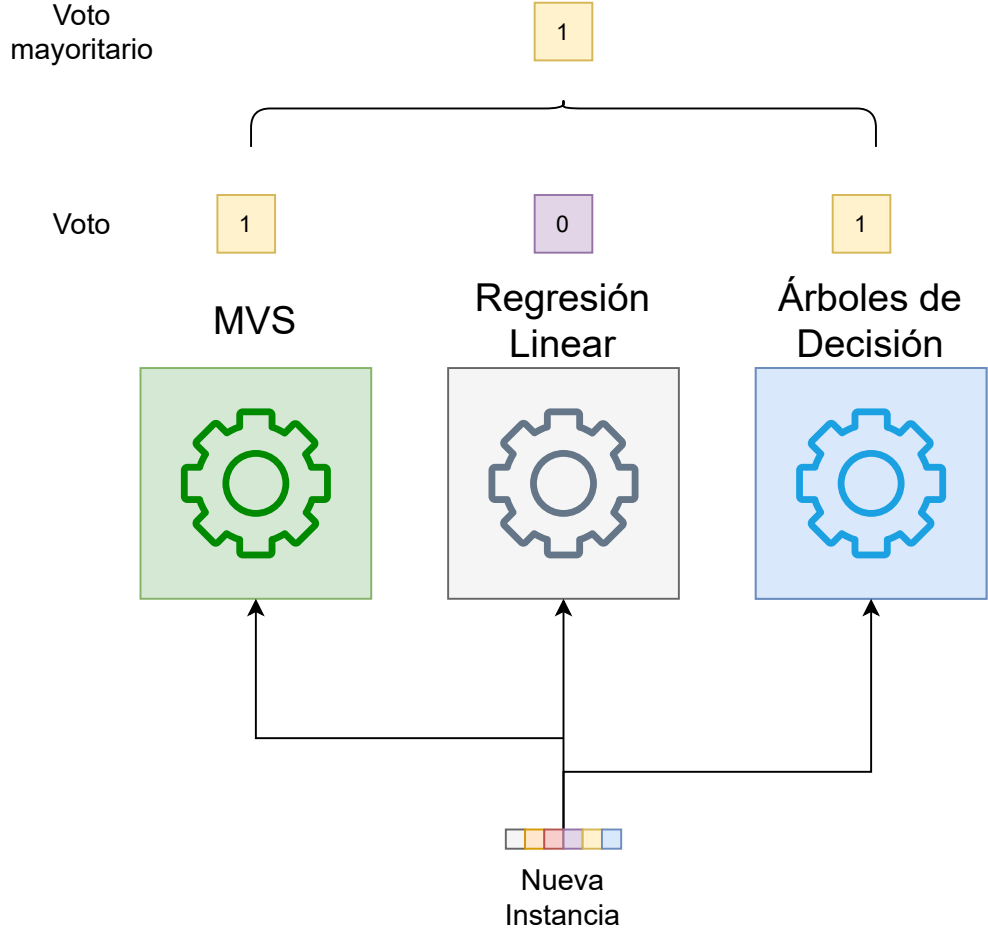 Voto
mayoritario
1
Voto
1
0
1
MVS
Regresión
Linear
Árboles de
Decisión
Nueva
Instancia